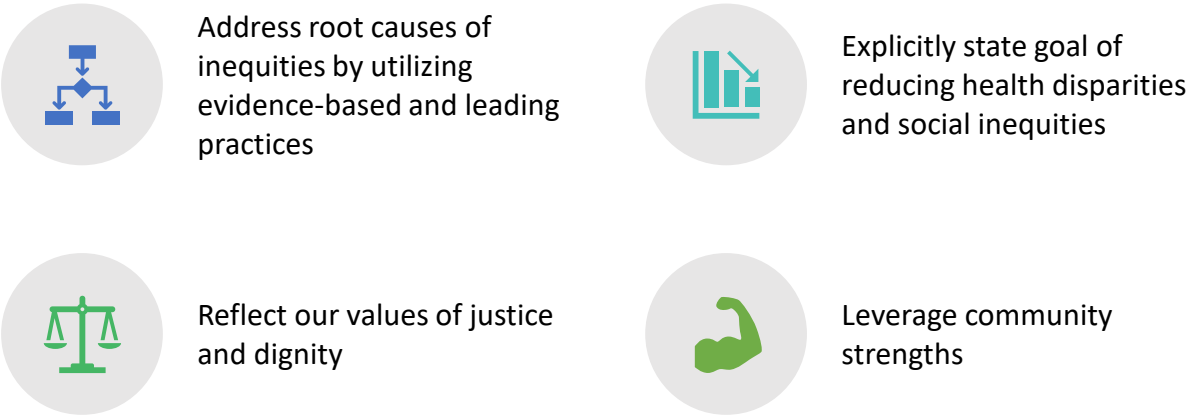 Address root causes of
inequities by utilizing
evidence-based and leading
practices
Explicitly state goal of
reducing health disparities
and social inequities
Reflect our values of justice
and dignity
Leverage community
strengths